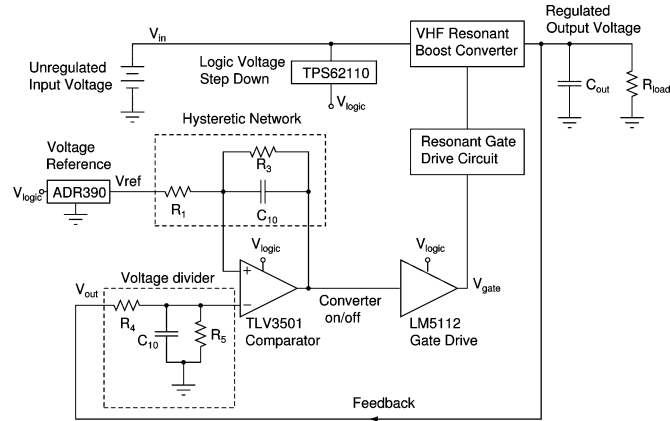 Regulated
Output Voltage
Vin
VHF Resonant
Boost Converter
Unregulated
Input Voltage
Logic Voltage
Step Down
TPS62110
Vlogic
Cout
Rload
Hysteretic Network
R3
C10
R1
Resonant Gate
Drive Circuit
Voltage
Reference
Vlogic
ADR390
Vref
Vlogic
Vlogic
+
−
Voltage divider
Vout
R4
C10
R5
TLV3501
Comparator
Converter
on/off
LM5112
Gate Drive
Vgate
Feedback